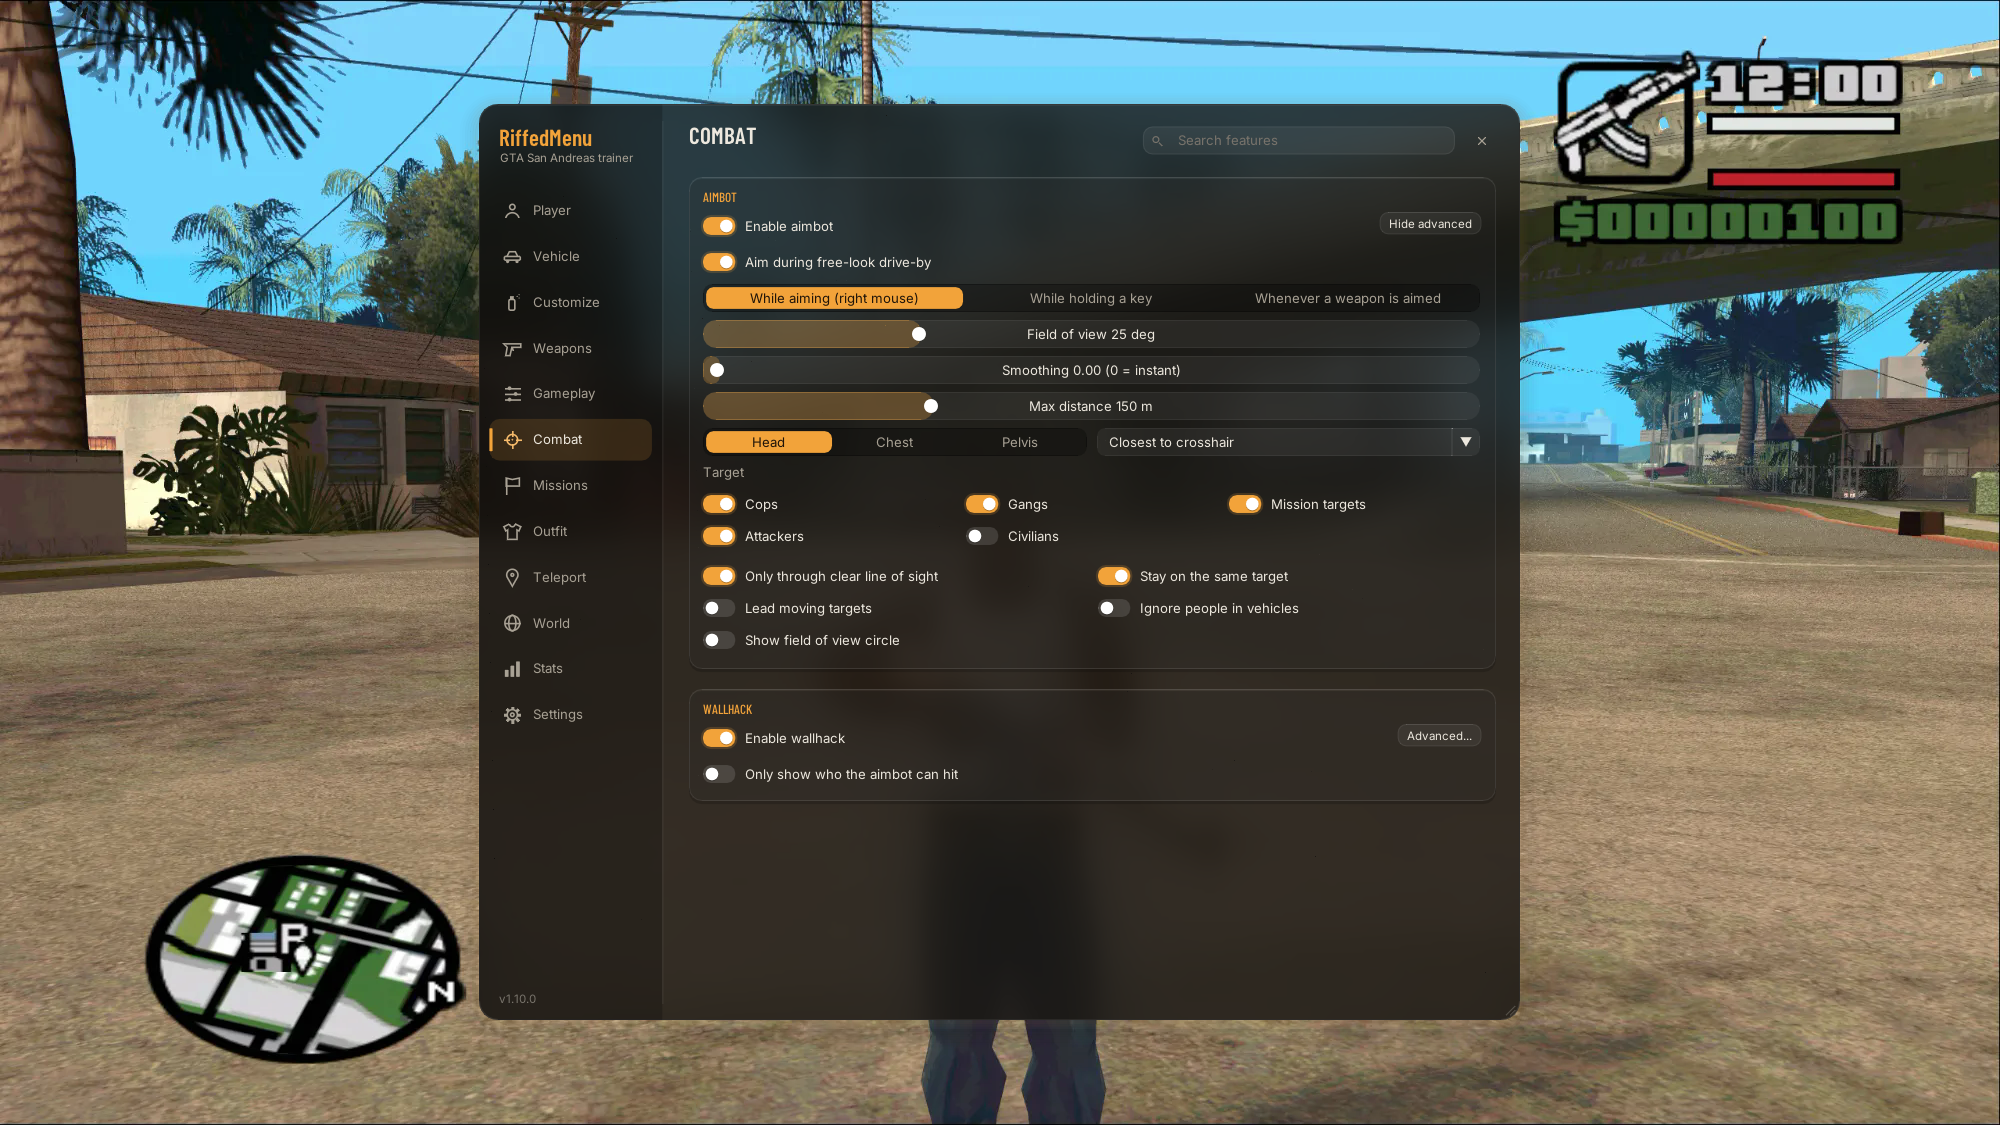 RiffedMenu
GTA San Andreas trainer
Player
Vehicle
Customize
Weapons
Gameplay
Combat
Missions
Outfit
Teleport
World
Stats
Settings
v1.10.0
COMBAT
Search features
×
AIMBOT
Enable aimbot
Hide advanced
Aim during free-look drive-by
While aiming (right mouse) While holding a key Whenever a weapon is aimed
Field of view 25 deg
Smoothing 0.00 (0 = instant)
Max distance 150 m
Head Chest Pelvis Closest to crosshair
Target
Cops Gangs Mission targets
Attackers Civilians
Only through clear line of sight Stay on the same target
Lead moving targets Ignore people in vehicles
Show field of view circle
WALLHACK
Enable wallhack
Advanced...
Only show who the aimbot can hit
12:00
$00000100
P
N